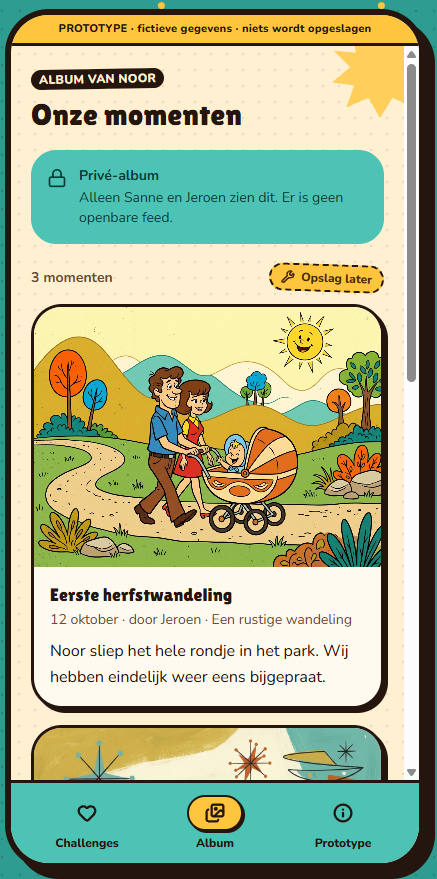 PROTOTYPE · fictieve gegevens · niets wordt opgeslagen
ALBUM VAN NOOR
Onze momenten
Privé-album
Alleen Sanne en Jeroen zien dit. Er is geen
openbare feed.
3 momenten
Opslag later
Eerste herfstwandeling
12 oktober · door Jeroen · Een rustige wandeling
Noor sliep het hele rondje in het park. Wij
hebben eindelijk weer eens bijgepraat.
Challenges
Album
Prototype